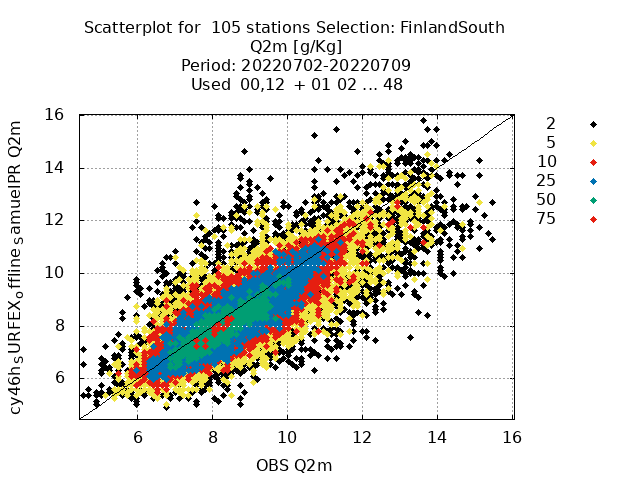 Scatterplot for  105 stations Selection: FinlandSouth
Q2m [g/Kg]
Period: 20220702-20220709
Used  00,12  + 01 02 ... 48
cy46h_sURFEX_offline_samuelPR Q2m
16
14
12
10
8
6
6 8 10 12 14 16
OBS Q2m
2
5
10
25
50
75